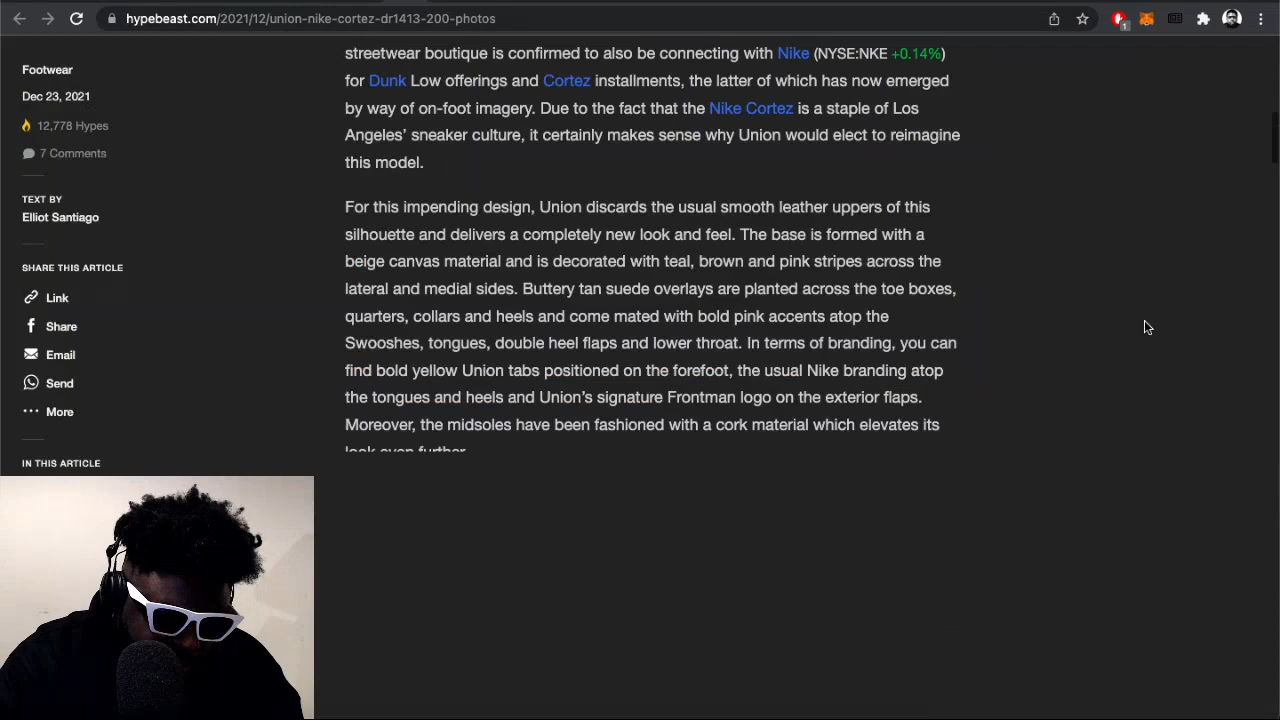 hypebeast.com/2021/12/union-nike-cortez-dr1413-200-photos
1
Footwear
Dec 23, 2021
12,778 Hypes
7 Comments
TEXT BY
Elliot Santiago
SHARE THIS ARTICLE
Link
Share
Email
Send
More
IN THIS ARTICLE
streetwear boutique is confirmed to also be connecting with Nike (NYSE:NKE +0.14%)
for Dunk Low offerings and Cortez installments, the latter of which has now emerged
by way of on-foot imagery. Due to the fact that the Nike Cortez is a staple of Los
Angeles’ sneaker culture, it certainly makes sense why Union would elect to reimagine
this model.
For this impending design, Union discards the usual smooth leather uppers of this
silhouette and delivers a completely new look and feel. The base is formed with a
beige canvas material and is decorated with teal, brown and pink stripes across the
lateral and medial sides. Buttery tan suede overlays are planted across the toe boxes,
quarters, collars and heels and come mated with bold pink accents atop the
Swooshes, tongues, double heel flaps and lower throat. In terms of branding, you can
find bold yellow Union tabs positioned on the forefoot, the usual Nike branding atop
the tongues and heels and Union’s signature Frontman logo on the exterior flaps.
Moreover, the midsoles have been fashioned with a cork material which elevates its
look even further.